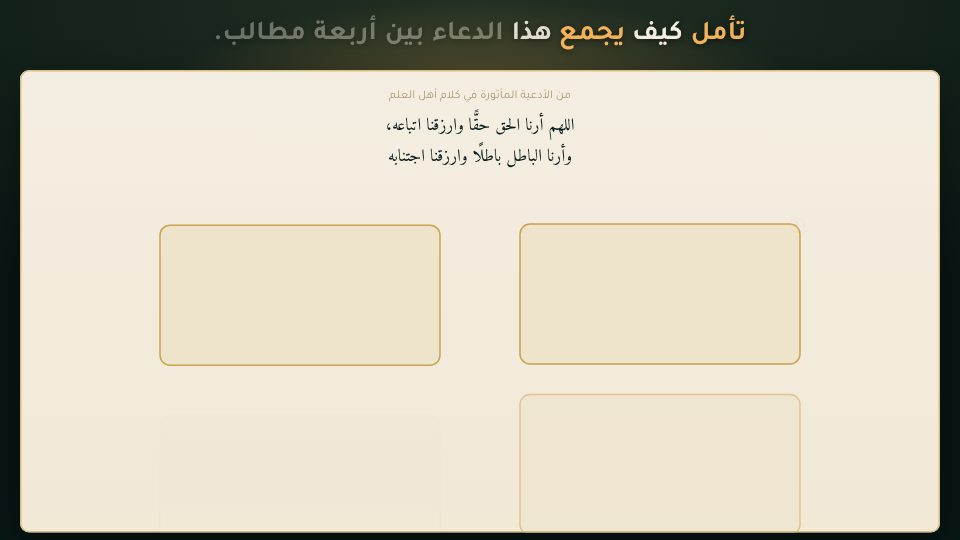 تأمل كيف يجمع هذا الدعاء بين أربعة مطالب.
من الأدعية المأثورة في كلام أهل العلم
اللهم أرنا الحق حقًّا وارزقنا اتباعه،
وأرنا الباطل باطلًا وارزقنا اجتنابه